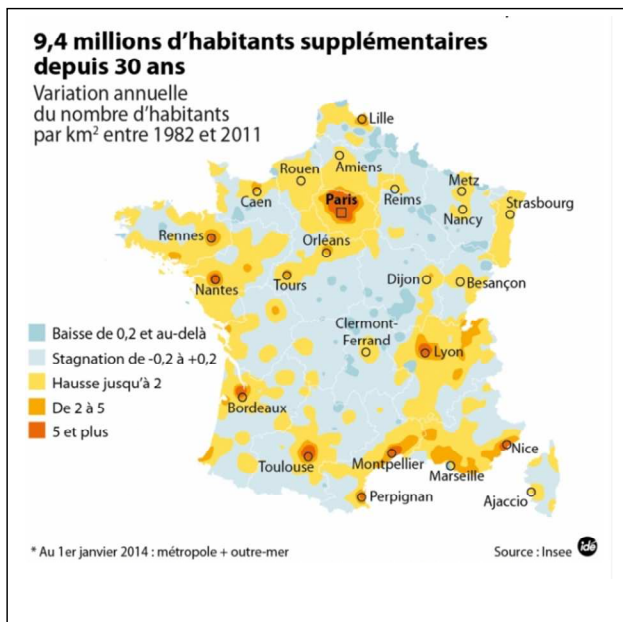 9,4 millions d'habitants supplémentaires
depuis 30 ans
Variation annuelle
du nombre d'habitants
par km² entre 1982 et 2011
Lille
Amiens
Rouen
Caen
Paris
Reims
Metz
Nancy
Strasbourg
Rennes
Orléans
Nantes
Tours
Dijon
Besançon
Clermont-
Ferrand
Lyon
Baisse de 0,2 et au-delà
Stagnation de -0,2 à +0,2
Hausse jusqu'à 2
De 2 à 5
5 et plus
Bordeaux
Toulouse
Montpellier
Marseille
Nice
Perpignan
Ajaccio
* Au 1er janvier 2014 : métropole + outre-mer
Source : Insee
idé